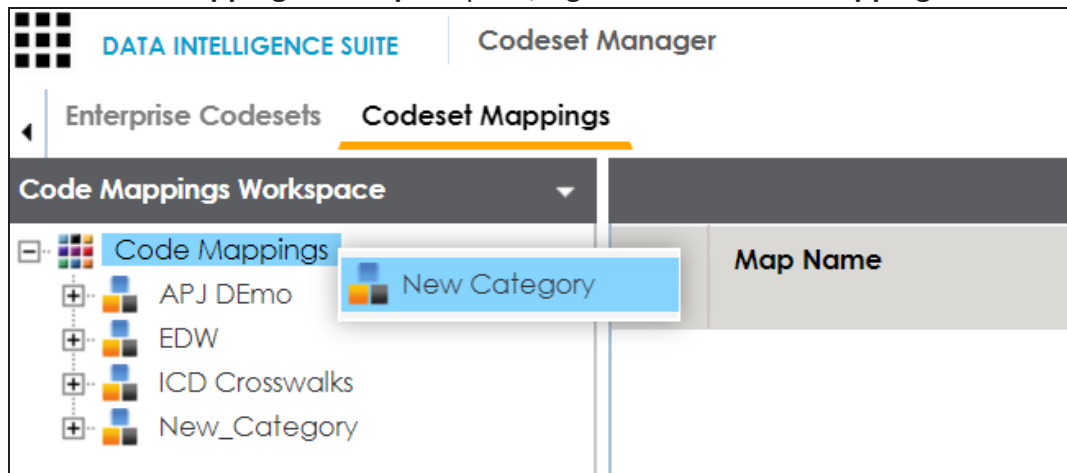 DATA INTELLIGENCE SUITE Codeset Manager
Enterprise Codesets Codeset Mappings
Code Mappings Workspace
Code Mappings
New Category
Map Name
APJ DEmo
EDW
ICD Crosswalks
New_Category